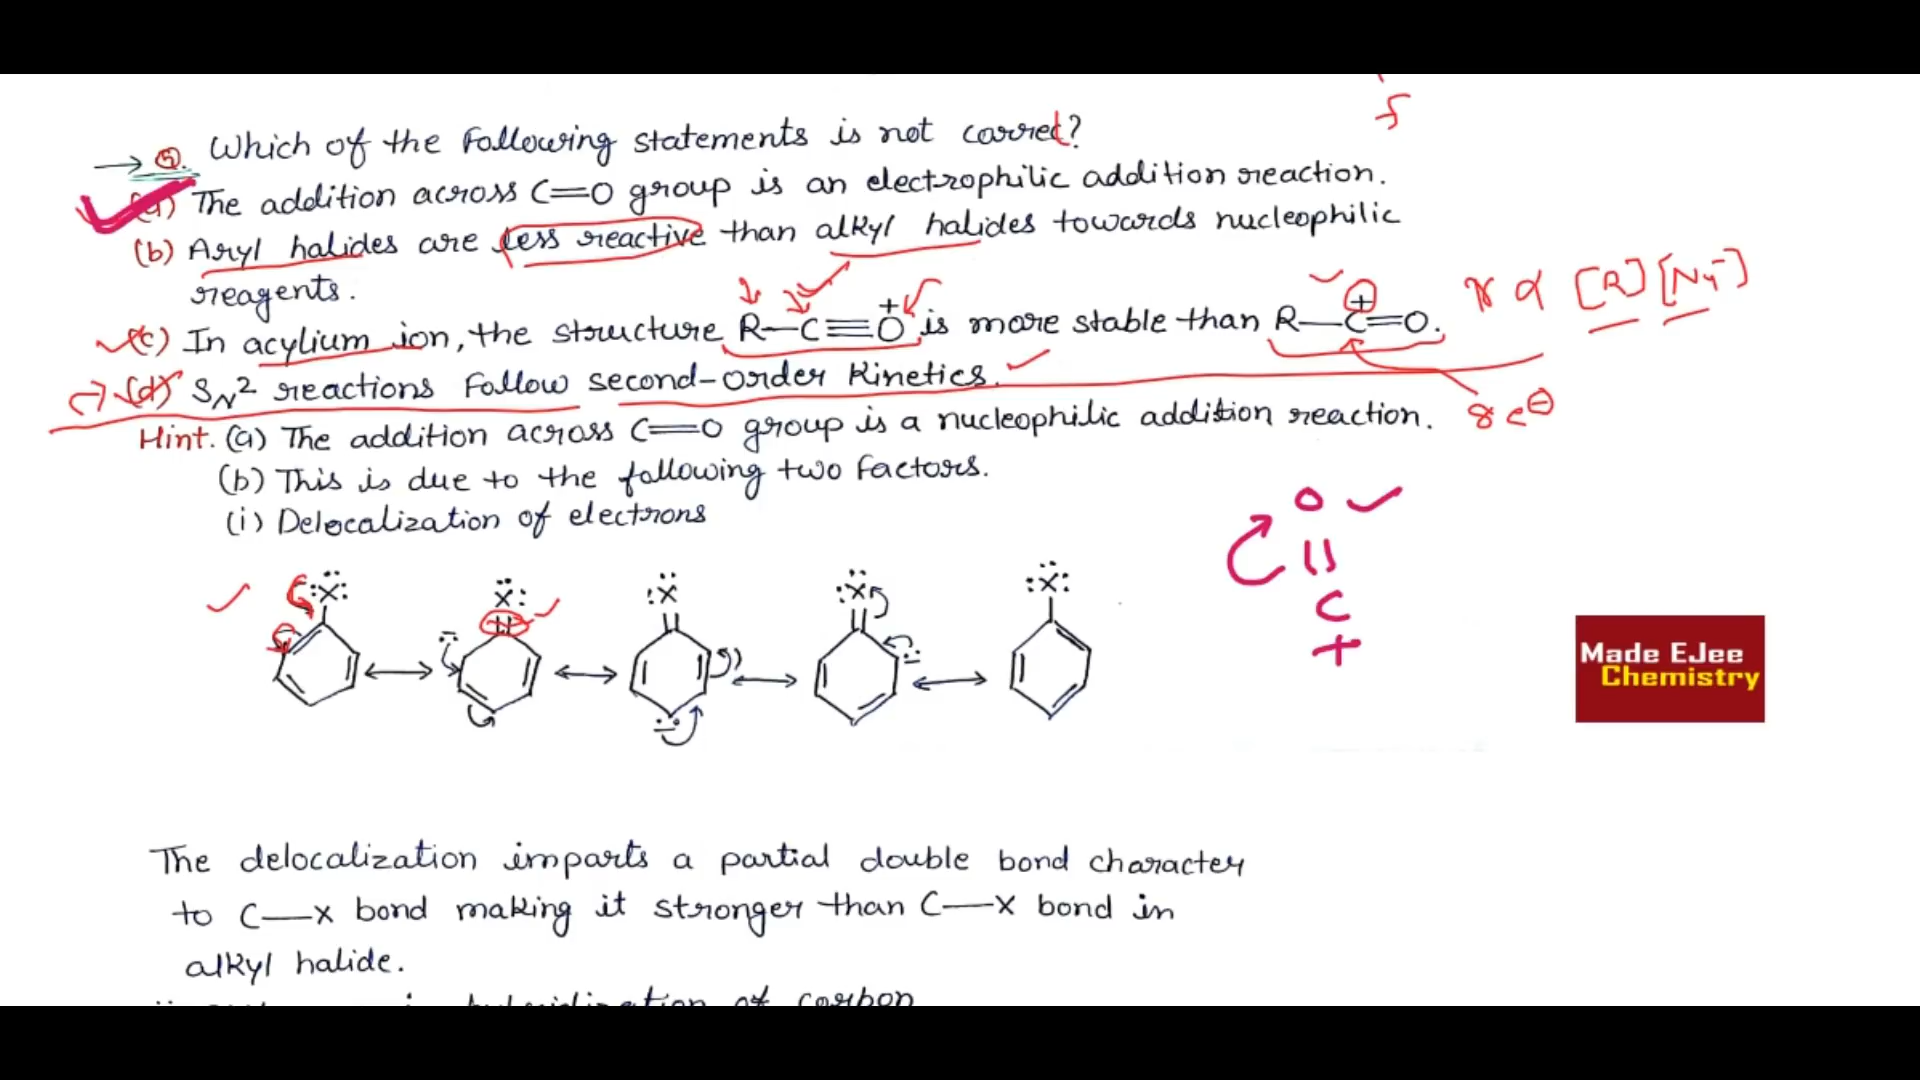 Which of the following statements is not correct?
(a) The addition across C=O group is an electrophilic addition reaction.
(b) Aryl halides are less reactive than alkyl halides towards nucleophilic
reagents.
(c) In acylium ion, the structure R—C≡O+ is more stable than R—C+=O.
r ∝ [R][Nu-]
(d) SN2 reactions follow second-order kinetics.
8e⊖
Hint. (a) The addition across C=O group is a nucleophilic addition reaction.
(b) This is due to the following two factors.
(i) Delocalization of electrons
O
C
+
:X: X: :X :X: :X:
Made EJee
Chemistry
The delocalization imparts a partial double bond character
to C—X bond making it stronger than C—X bond in
alkyl halide.
hybridization of carbon